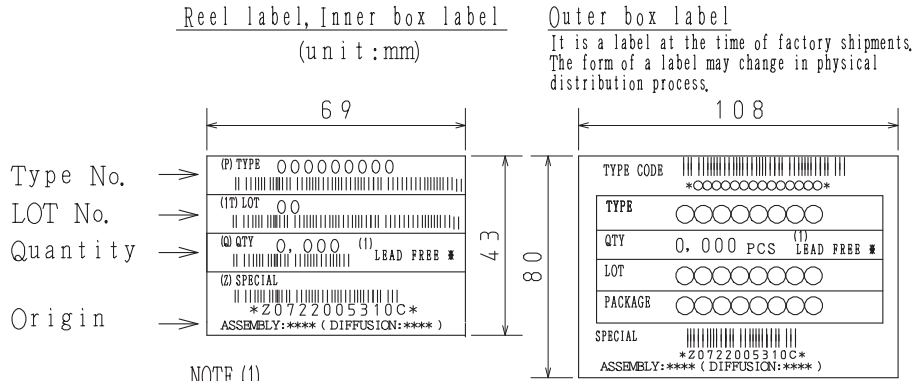 Reel label, Inner box label
(unit:mm)
Outer box label
It is a label at the time of factory shipments.
The form of a label may change in physical
distribution process.
69
Type No.
LOT No.
Quantity
Origin
(P) TYPE 000000000
(1T) LOT 00
(Q) QTY 0,000 (1) LEAD FREE *
(Z) SPECIAL
*Z0722005310C*
ASSEMBLY:**** (DIFFUSION:****)
43
108
80
TYPE CODE
*○○○○○○○○○○○○○○*
TYPE ○○○○○○○○
QTY 0,000 PCS (1) LEAD FREE *
LOT ○○○○○○○○
PACKAGE ○○○○○○○○
SPECIAL
*Z0722005310C*
ASSEMBLY:**** (DIFFUSION:****)
NOTE (1)